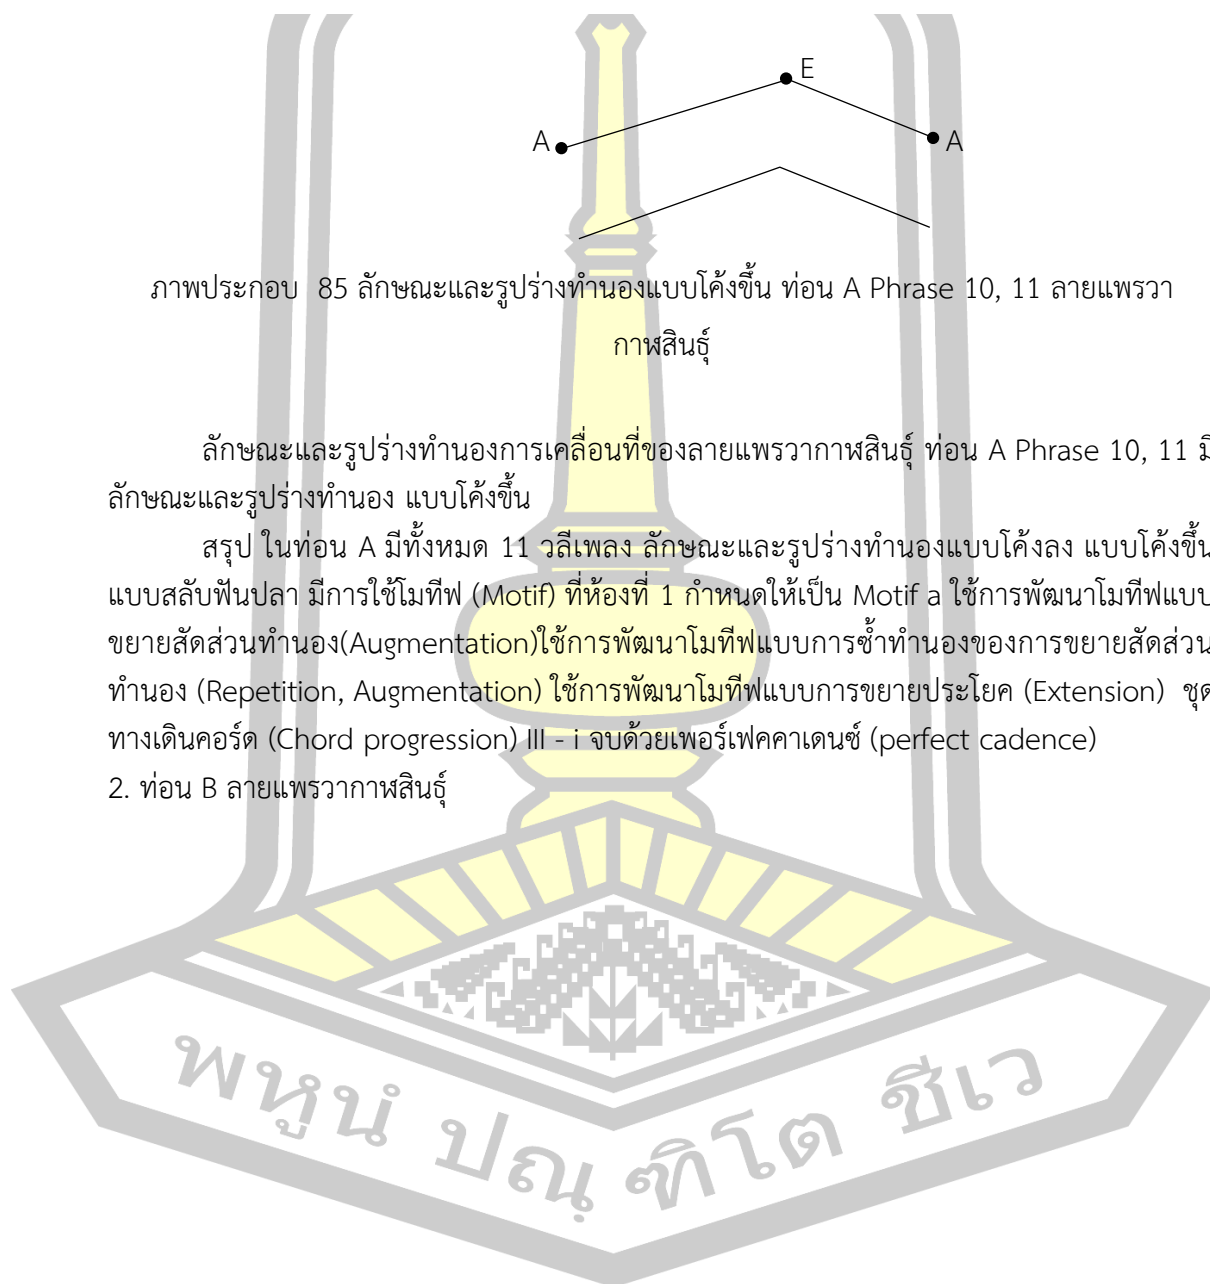 E
A
A
ภาพประกอบ 85 ลักษณะและรูปร่างทำนองแบบโค้งขึ้น ท่อน A Phrase 10, 11 ลายแพรวา
กาฬสินธุ์
ลักษณะและรูปร่างทำนองการเคลื่อนที่ของลายแพรวากาฬสินธุ์ ท่อน A Phrase 10, 11 มี
ลักษณะและรูปร่างทำนอง แบบโค้งขึ้น
สรุป ในท่อน A มีทั้งหมด 11 วลีเพลง ลักษณะและรูปร่างทำนองแบบโค้งลง แบบโค้งขึ้น
แบบสลับฟันปลา มีการใช้โมทีฟ (Motif) ที่ห้องที่ 1 กำหนดให้เป็น Motif a ใช้การพัฒนาโมทีฟแบบ
ขยายสัดส่วนทำนอง(Augmentation)ใช้การพัฒนาโมทีฟแบบการซ้ำทำนองของการขยายสัดส่วน
ทำนอง (Repetition, Augmentation) ใช้การพัฒนาโมทีฟแบบการขยายประโยค (Extension) ชุด
ทางเดินคอร์ด (Chord progression) III - i จบด้วยเพอร์เฟคคาเดนซ์ (perfect cadence)
2. ท่อน B ลายแพรวากาฬสินธุ์
พหูนํ ปณฺฑิโต ชีเว